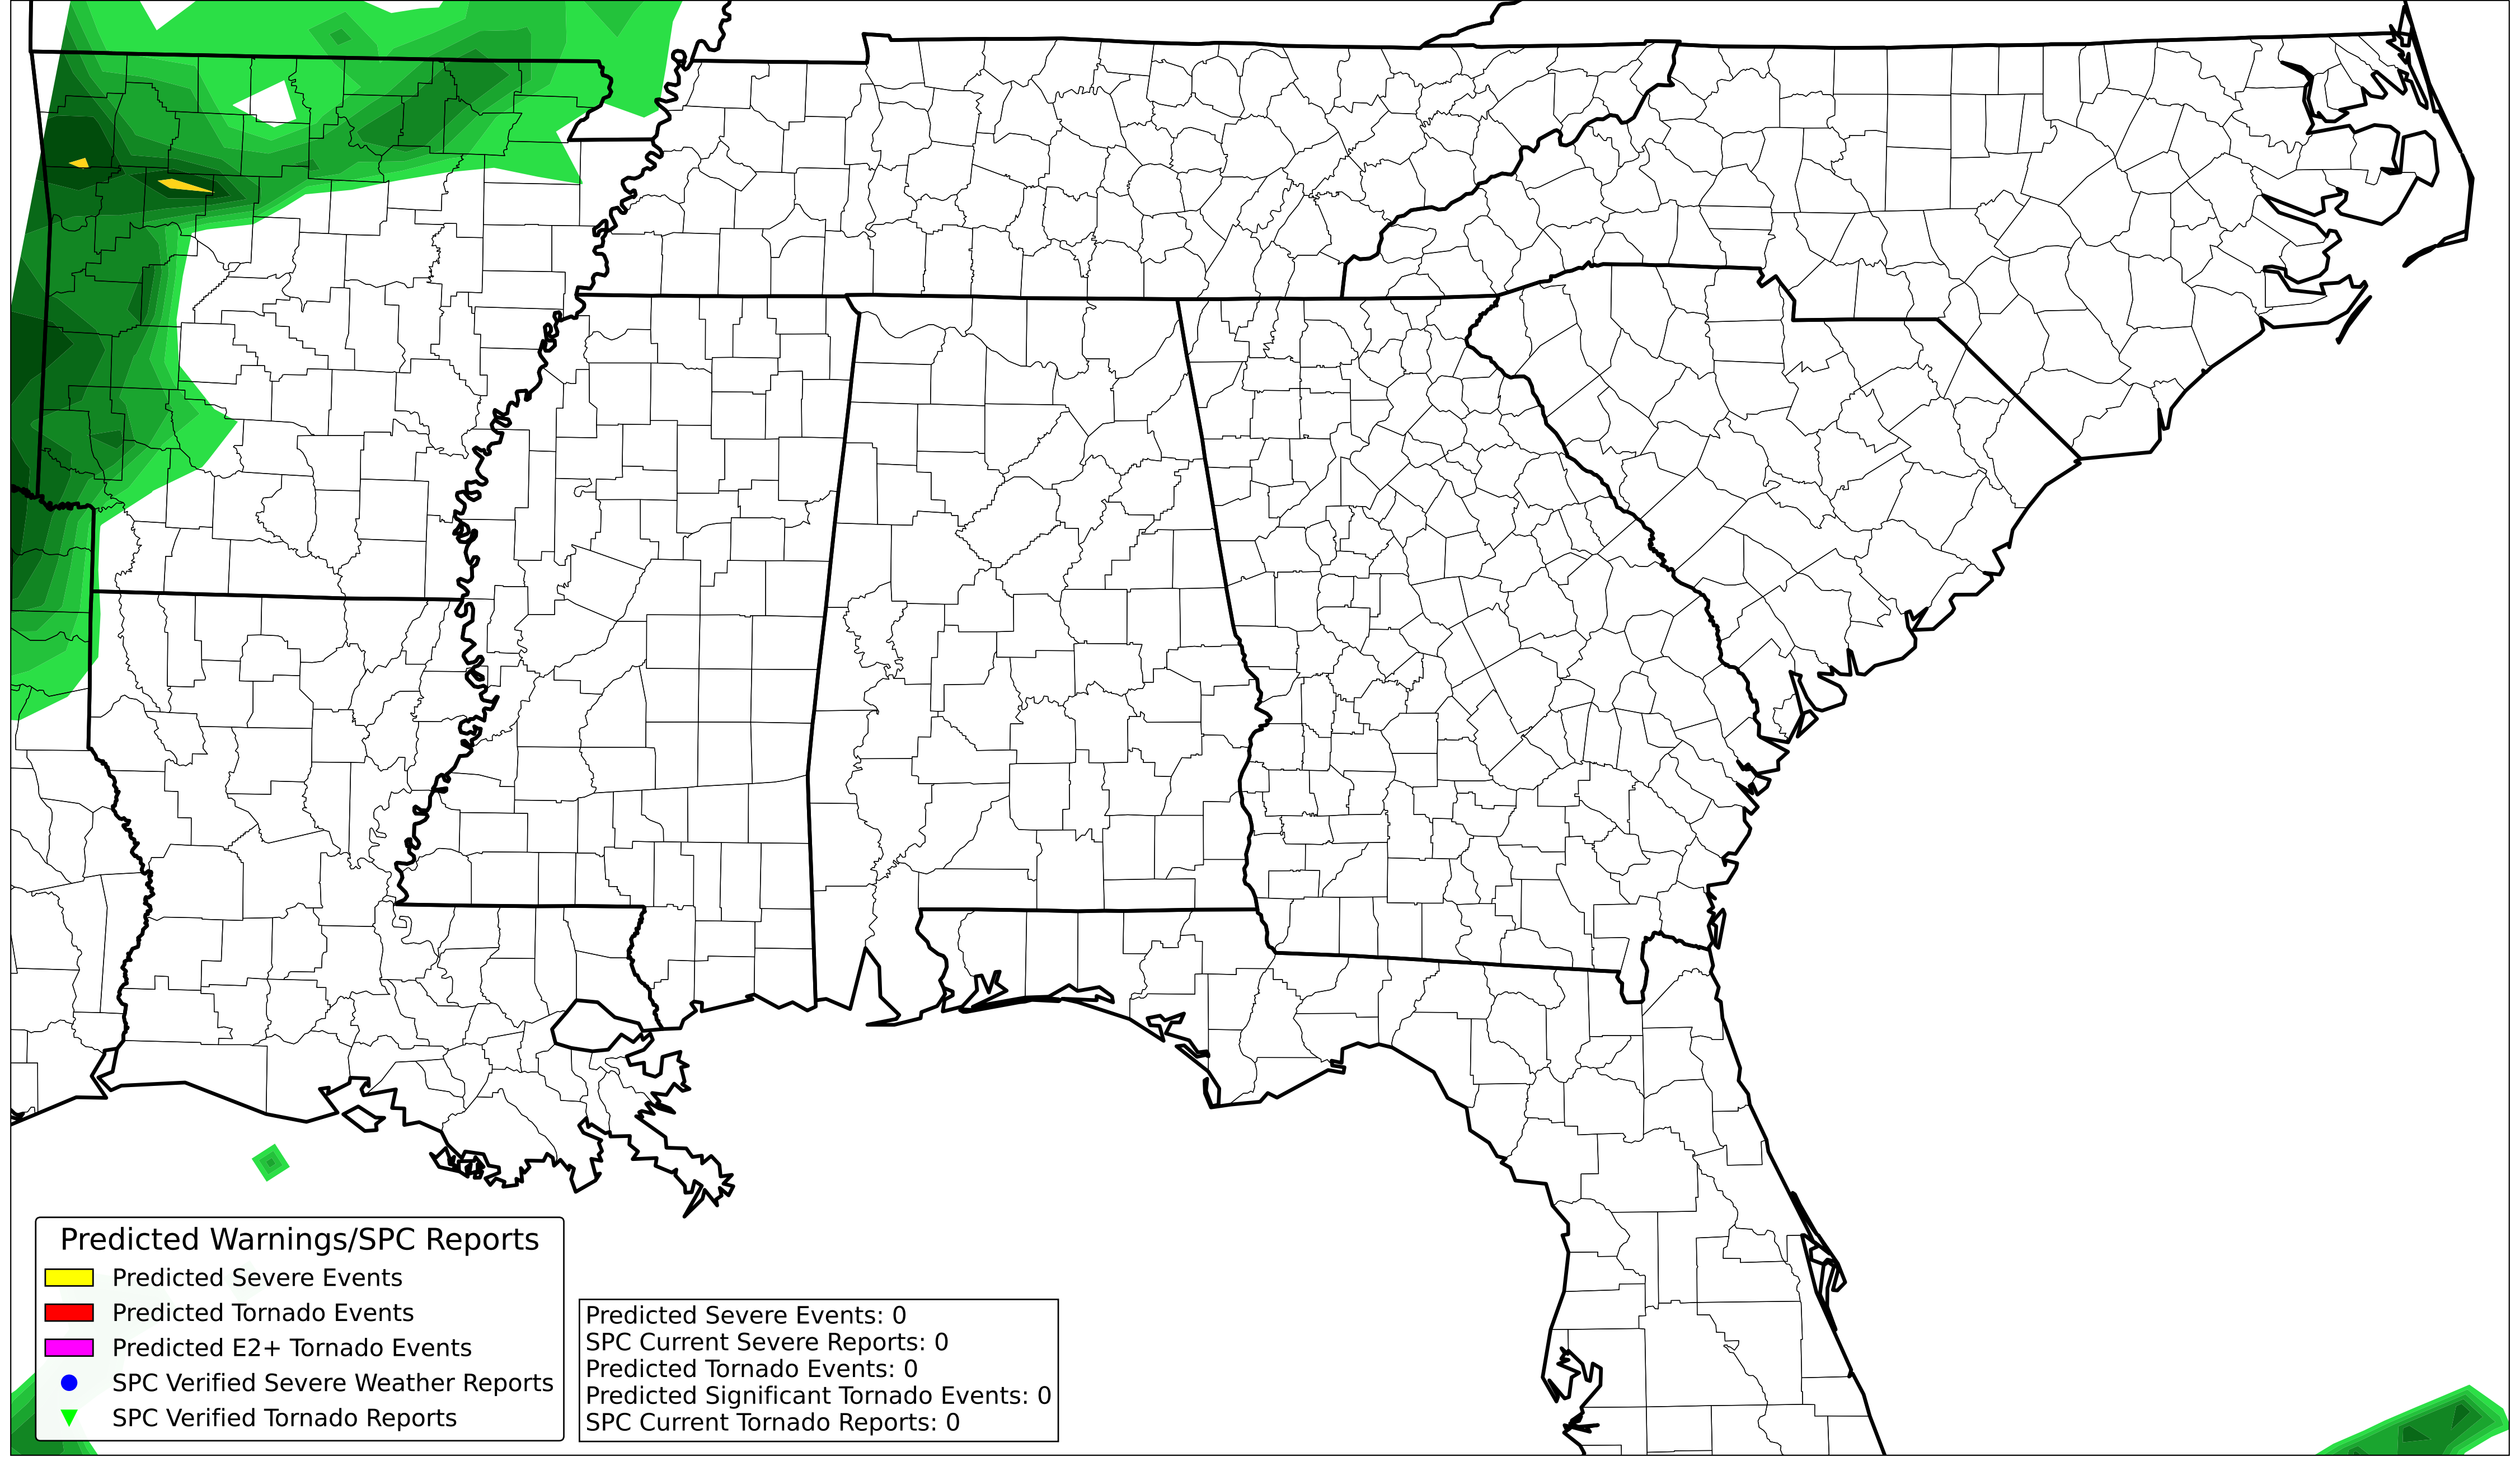 Predicted Warnings/SPC Reports
Predicted Severe Events
Predicted Tornado Events
Predicted E2+ Tornado Events
SPC Verified Severe Weather Reports
SPC Verified Tornado Reports
Predicted Severe Events: 0
SPC Current Severe Reports: 0
Predicted Tornado Events: 0
Predicted Significant Tornado Events: 0
SPC Current Tornado Reports: 0